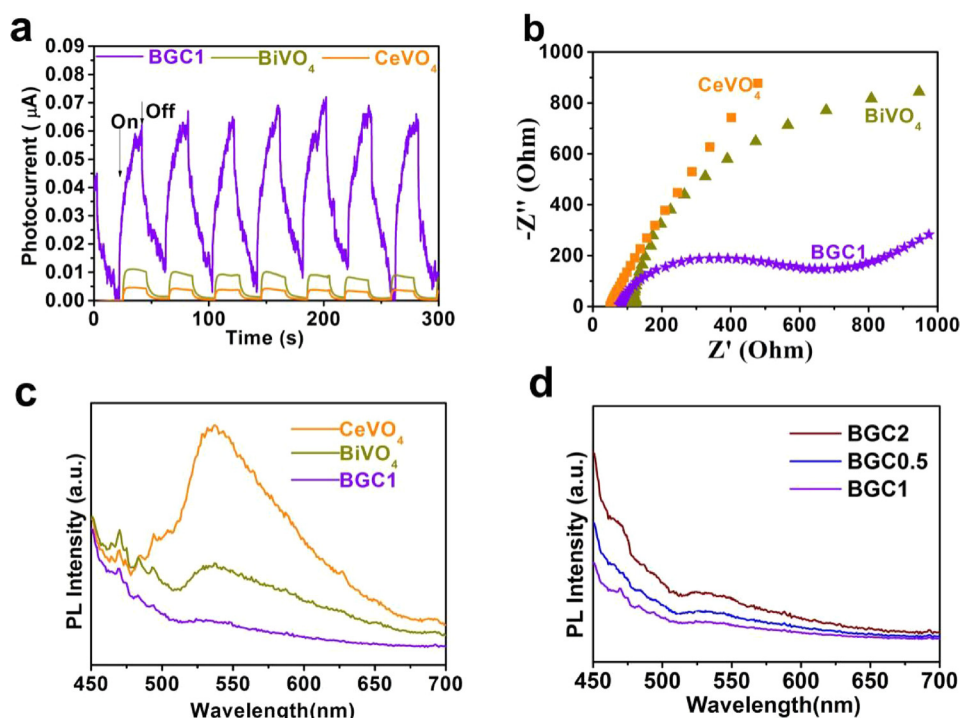 a
0.09
0.08
0.07
0.06
0.05
0.04
0.03
0.02
0.01
0.00
Photocurrent ( μA)
BGC1 BiVO₄ CeVO₄
On Off
0 50 100 150 200 250 300
Time (s)
b
1000
800
600
400
200
0
-Z'' (Ohm)
CeVO₄
BiVO₄
BGC1
0 200 400 600 800 1000
Z' (Ohm)
c
PL Intensity (a.u.)
CeVO₄
BiVO₄
BGC1
450 500 550 600 650 700
Wavelength(nm)
d
PL Intensity (a.u.)
BGC2
BGC0.5
BGC1
450 500 550 600 650 700
Wavelength(nm)